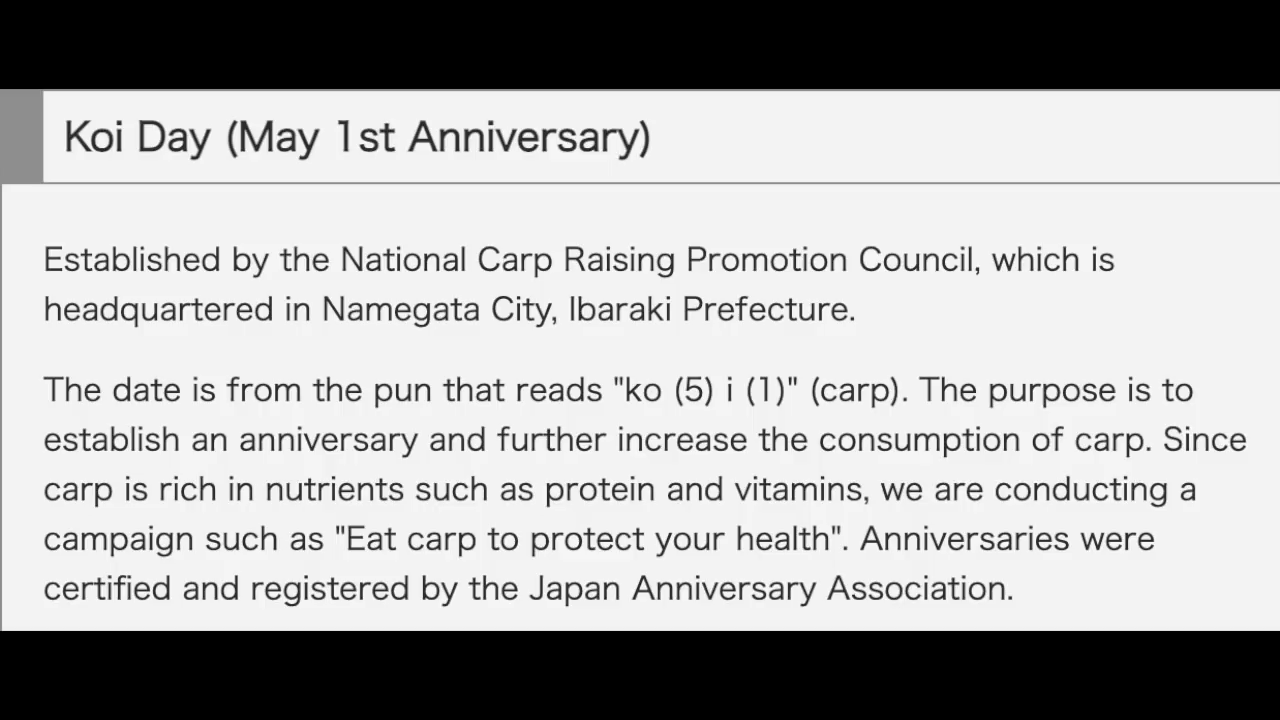 Koi Day (May 1st Anniversary)
Established by the National Carp Raising Promotion Council, which is
headquartered in Namegata City, Ibaraki Prefecture.
The date is from the pun that reads "ko (5) i (1)" (carp). The purpose is to
establish an anniversary and further increase the consumption of carp. Since
carp is rich in nutrients such as protein and vitamins, we are conducting a
campaign such as "Eat carp to protect your health". Anniversaries were
certified and registered by the Japan Anniversary Association.